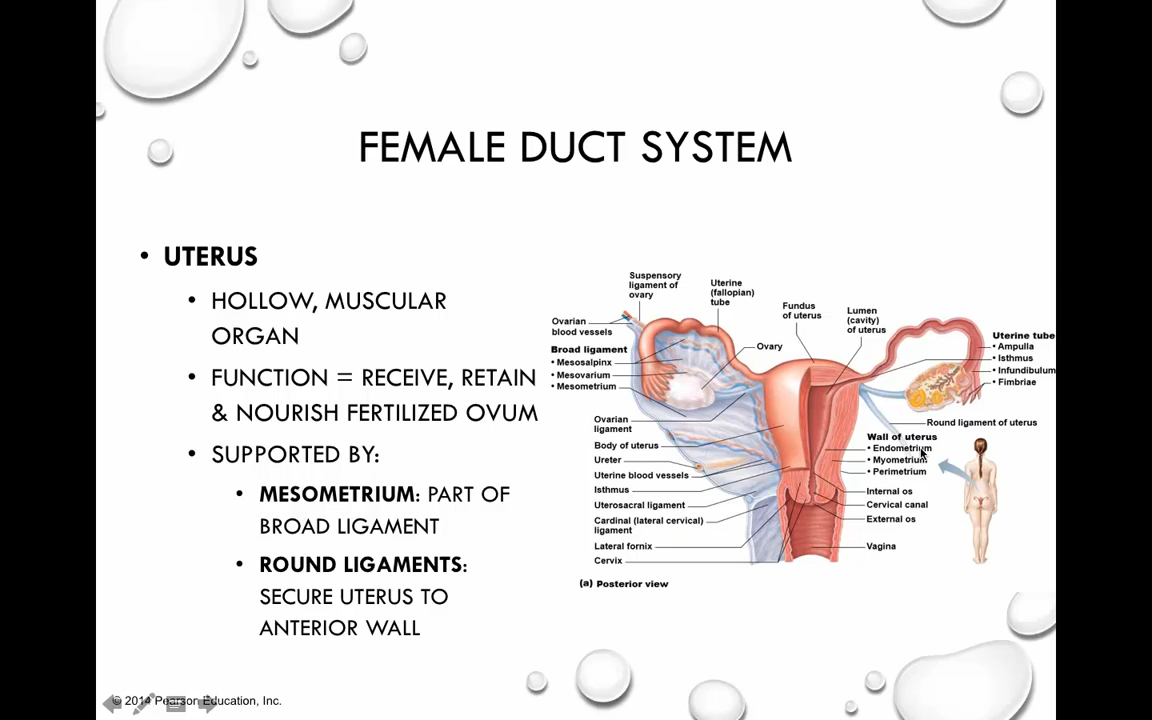 FEMALE DUCT SYSTEM
• UTERUS
• HOLLOW, MUSCULAR
ORGAN
• FUNCTION = RECEIVE, RETAIN
& NOURISH FERTILIZED OVUM
• SUPPORTED BY:
• MESOMETRIUM: PART OF
BROAD LIGAMENT
• ROUND LIGAMENTS:
SECURE UTERUS TO
ANTERIOR WALL
Suspensory
ligament of
ovary
Uterine
(fallopian)
tube
Fundus
of uterus
Lumen
(cavity)
of uterus
Ovarian
blood vessels
Broad ligament
• Mesosalpinx
• Mesovarium
• Mesometrium
Ovary
Uterine tube
• Ampulla
• Isthmus
• Infundibulum
• Fimbriae
Ovarian
ligament
Body of uterus
Ureter
Uterine blood vessels
Isthmus
Uterosacral ligament
Cardinal (lateral cervical)
ligament
Lateral fornix
Cervix
Round ligament of uterus
Wall of uterus
• Endometrium
• Myometrium
• Perimetrium
Internal os
Cervical canal
External os
Vagina
(a) Posterior view
© 2014 Pearson Education, Inc.